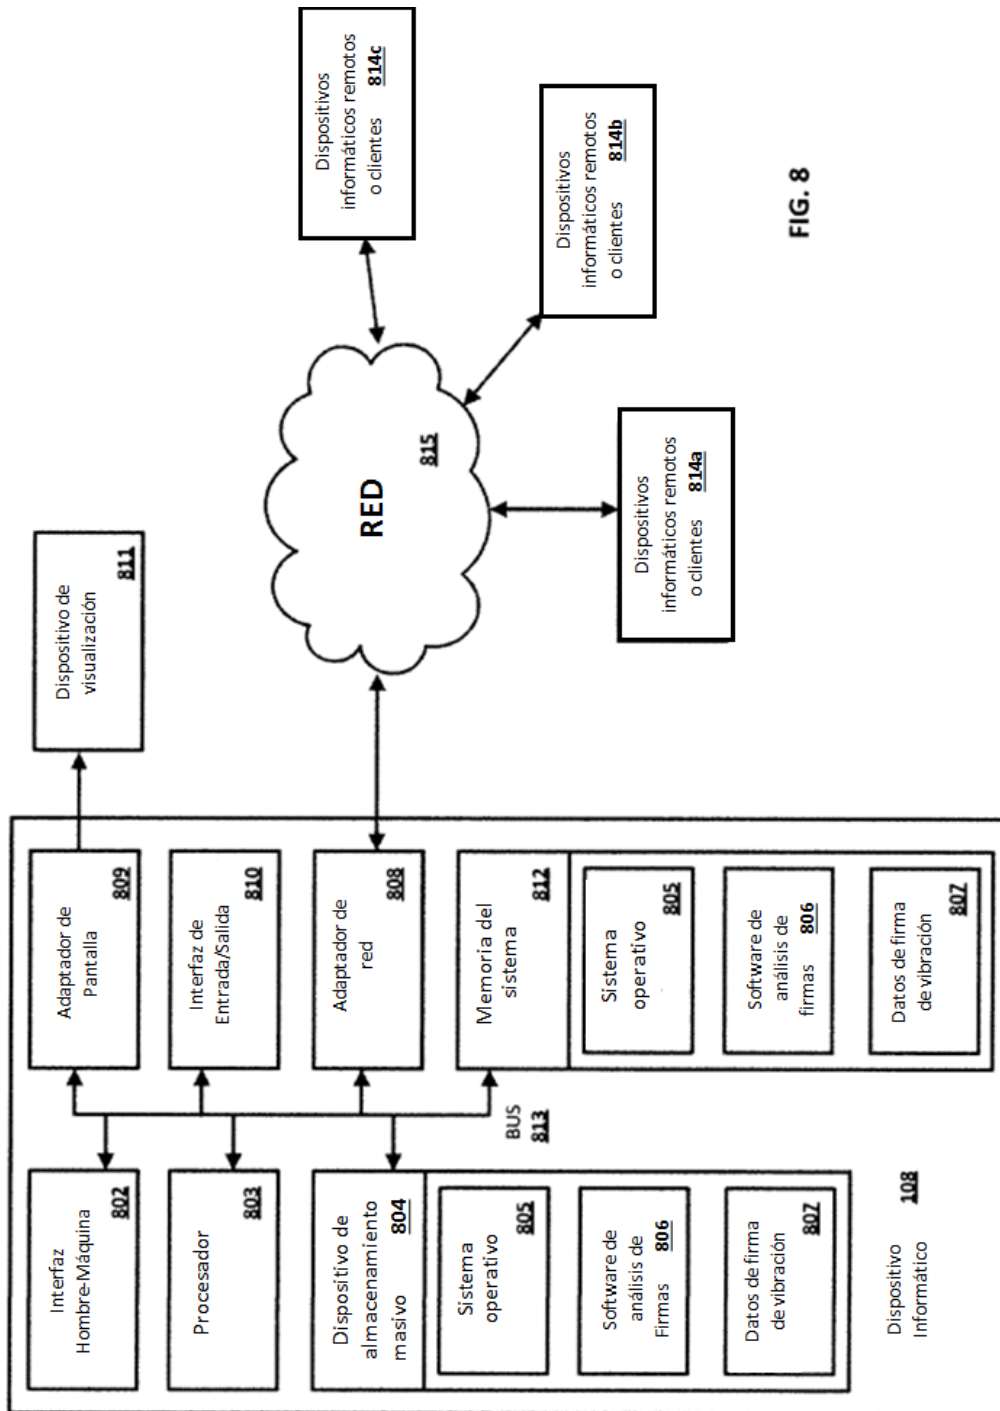 Interfaz
Hombre-Máquina
802
Procesador
803
Dispositivo de
almacenamiento
masivo 804
Sistema
operativo
805
Software de
análisis de
Firmas 806
Datos de firma
de vibración
807
Dispositivo
Informático
108
BUS
813
Adaptador de
Pantalla
809
Interfaz de
Entrada/Salida
810
Adaptador de
red
808
Memoria del
sistema
812
Sistema
operativo
805
Software de
análisis de
firmas 806
Datos de firma
de vibración
807
Dispositivo de
visualización
811
RED
815
Dispositivos
informáticos remotos
o clientes 814a
Dispositivos
informáticos remotos
o clientes 814b
Dispositivos
informáticos remotos
o clientes 814c
FIG. 8